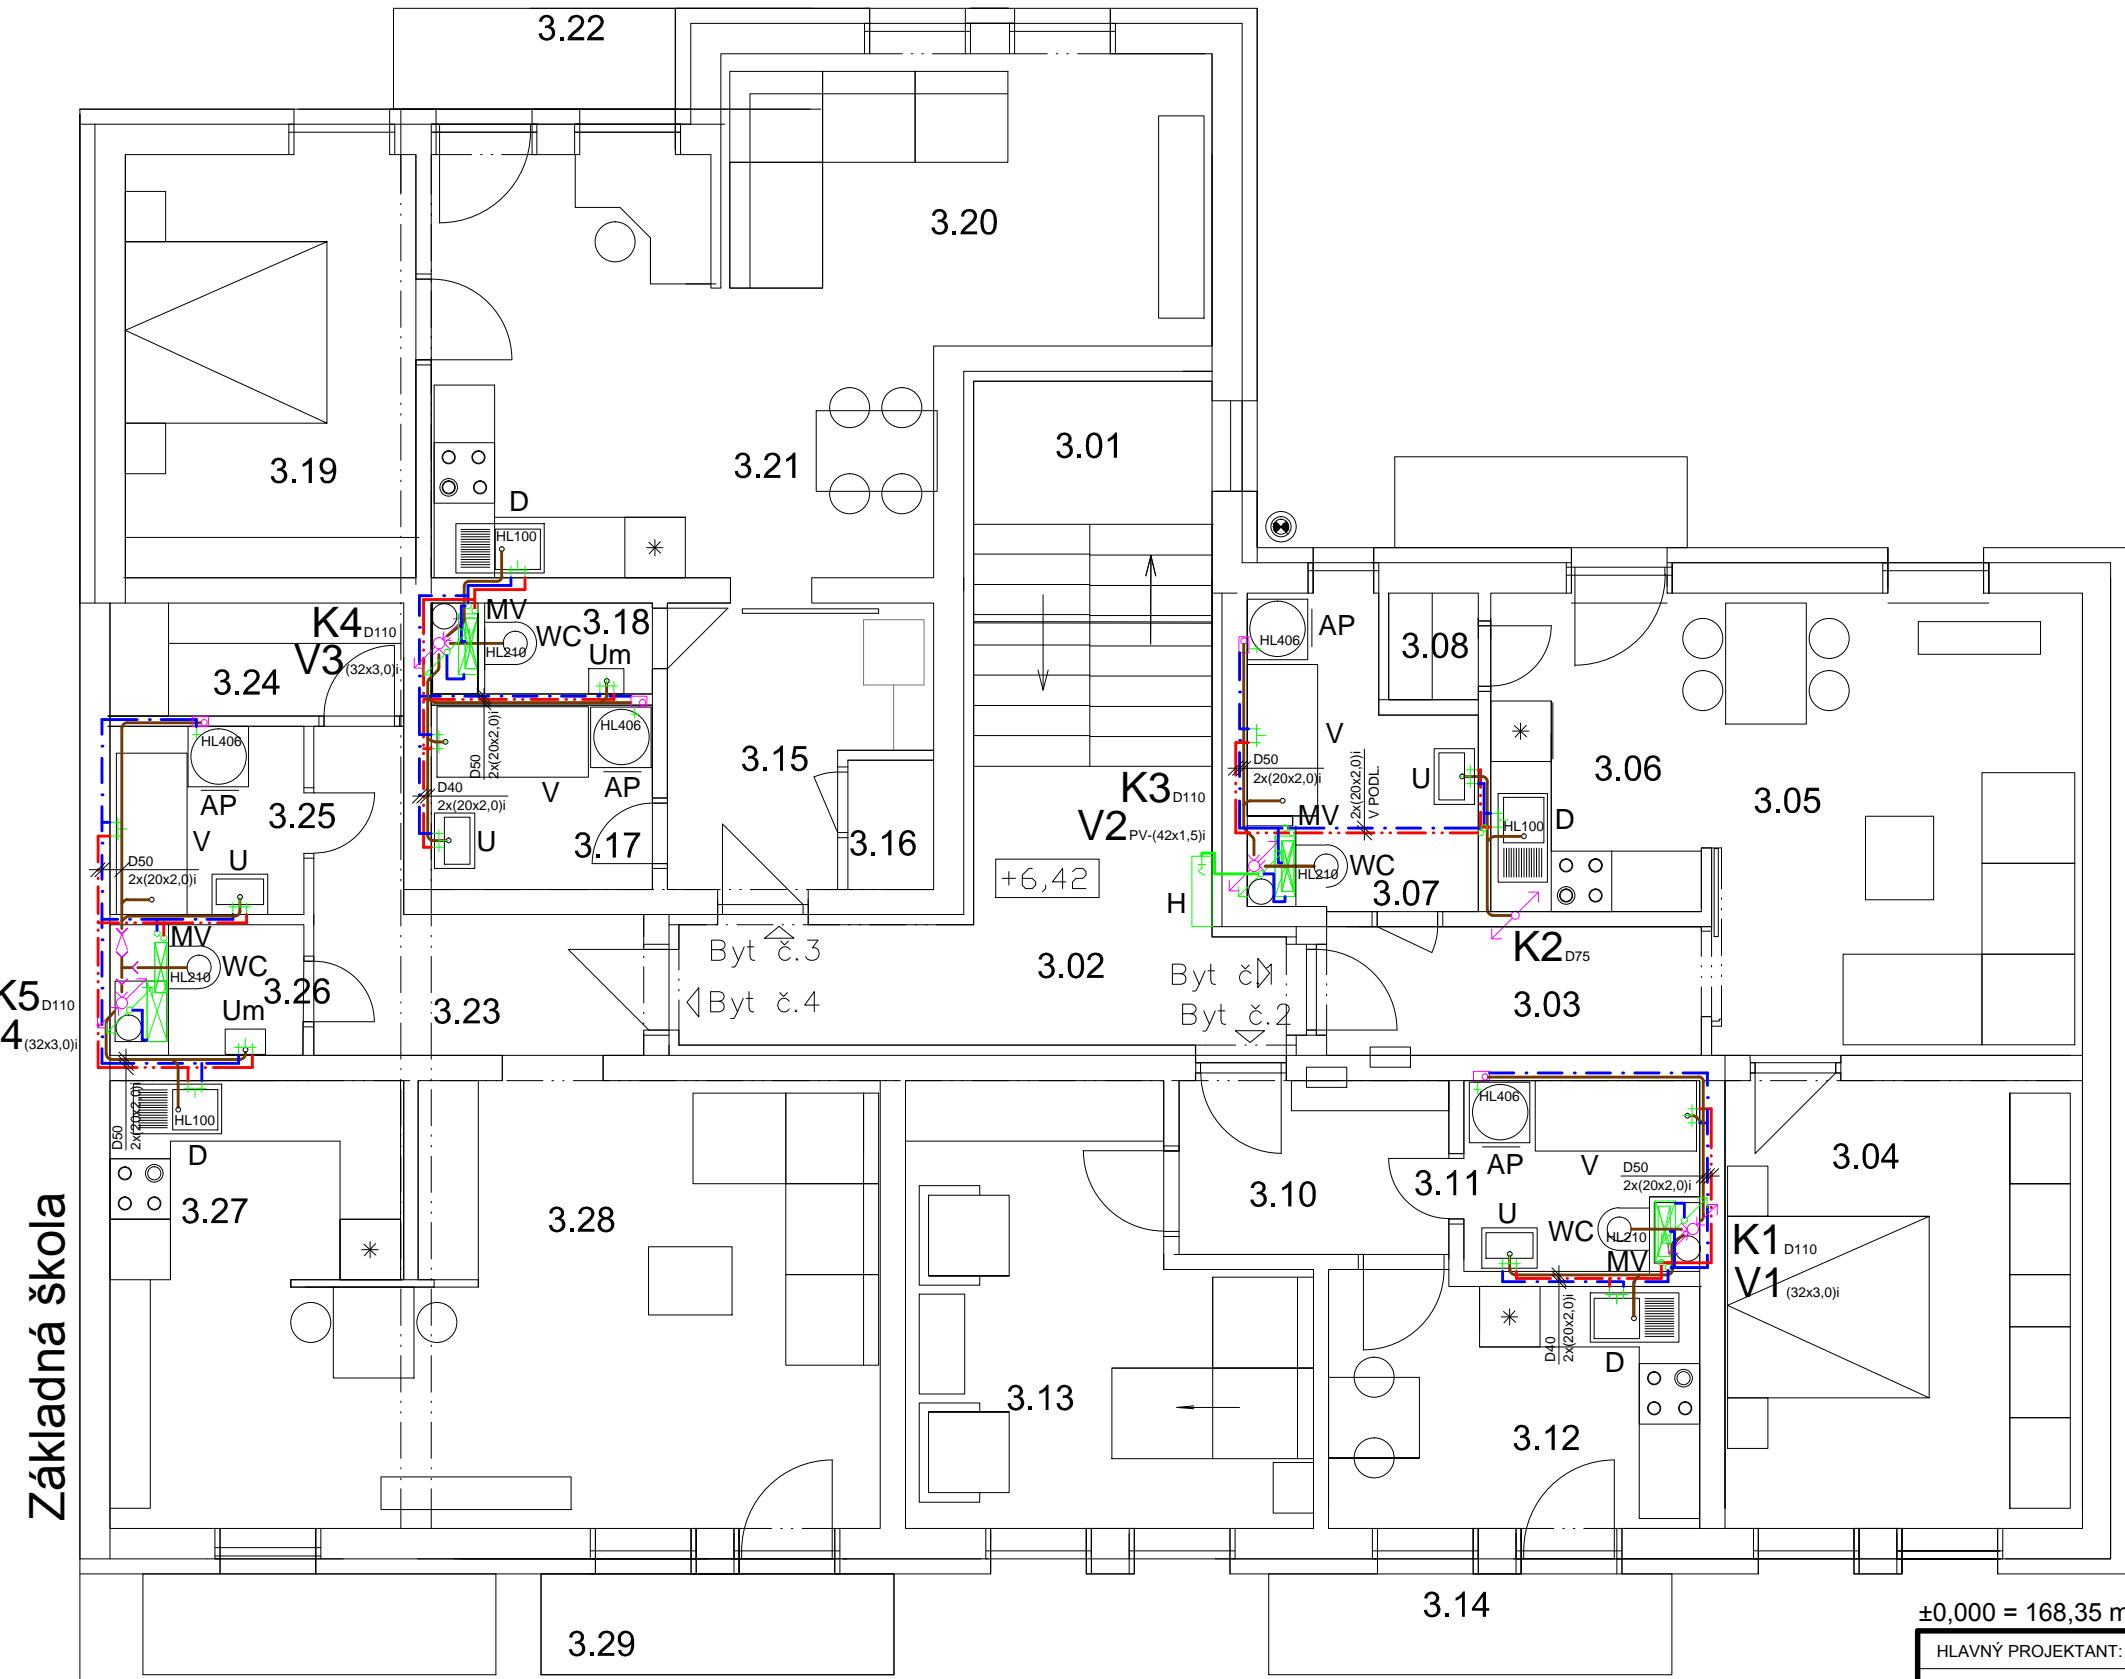 3.22
3.20
3.19
3.21
3.01
D
HL100
K4 D110
V3 (32x3,0)i
MV
WC
HL210
3.18
Um
3.24
HL406
AP
V
D50
2x(20x2,0)i
D40
2x(20x2,0)i
U
3.17
3.15
3.16
HL406
AP
V
3.25
U
D50
2x(20x2,0)i
MV
WC
HL210
3.26
Um
K5 D110
4 (32x3,0)i
3.23
D50
2x(20x2,0)i
HL100
D
3.27
3.28
3.29
Základná škola
HL406
AP
3.08
V
U
D50
2x(20x2,0)i
2x(20x2,0)i
V PODL.
K3 D110
V2 PV-(42x1,5)i
MV
WC
HL210
3.07
H
+6,42
3.06
3.05
HL100
D
K2 D75
3.02
3.03
Byt č.3
Byt č.4
Byt č.1
Byt č.2
3.10
3.11
HL406
AP
V
D50
2x(20x2,0)i
U
WC
HL210
MV
K1 D110
V1 (32x3,0)i
3.04
D40
2x(20x2,0)i
D
3.13
3.12
3.14
±0,000 = 168,35 m
HLAVNÝ PROJEKTANT: